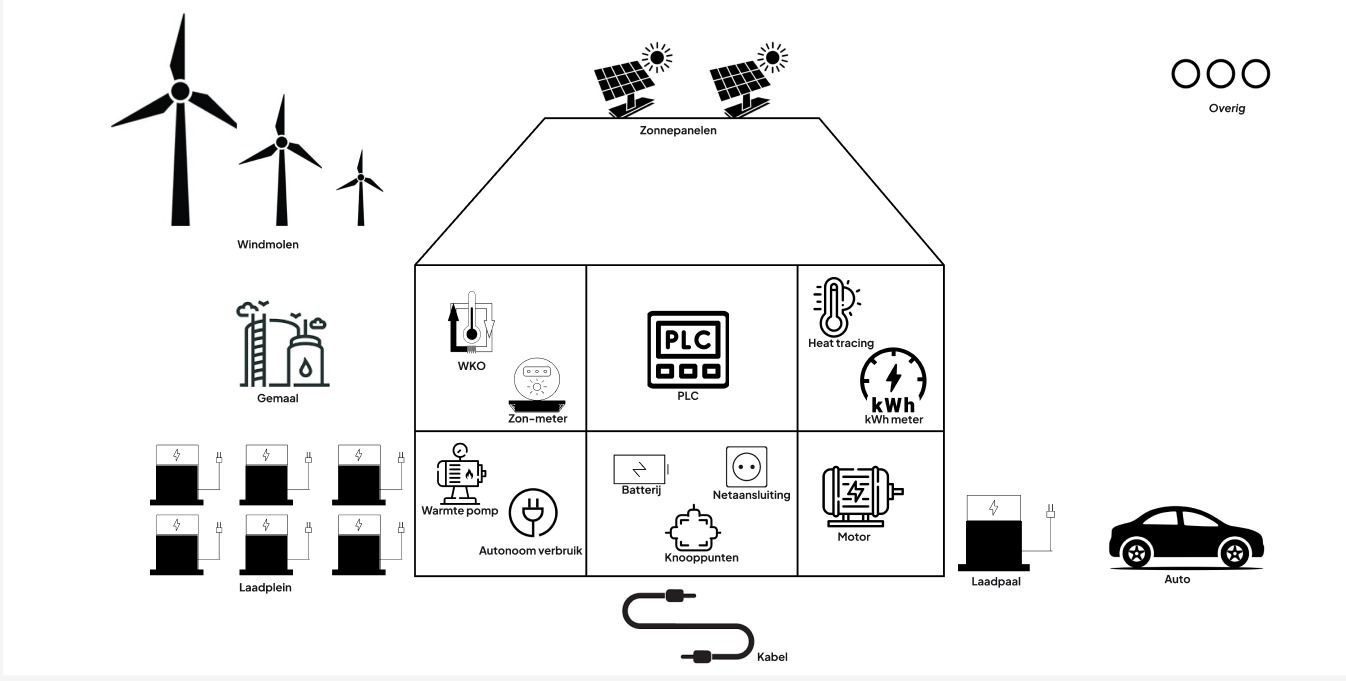 Zonnepanelen
Overig
Windmolen
Gemaal
WKO
Zon-meter
PLC
PLC
Heat tracing
kWh
kWh meter
Warmte pomp
Autonoom verbruik
Batterij
Netaansluiting
Knooppunten
Motor
Laadplein
Laadpaal
Auto
Kabel